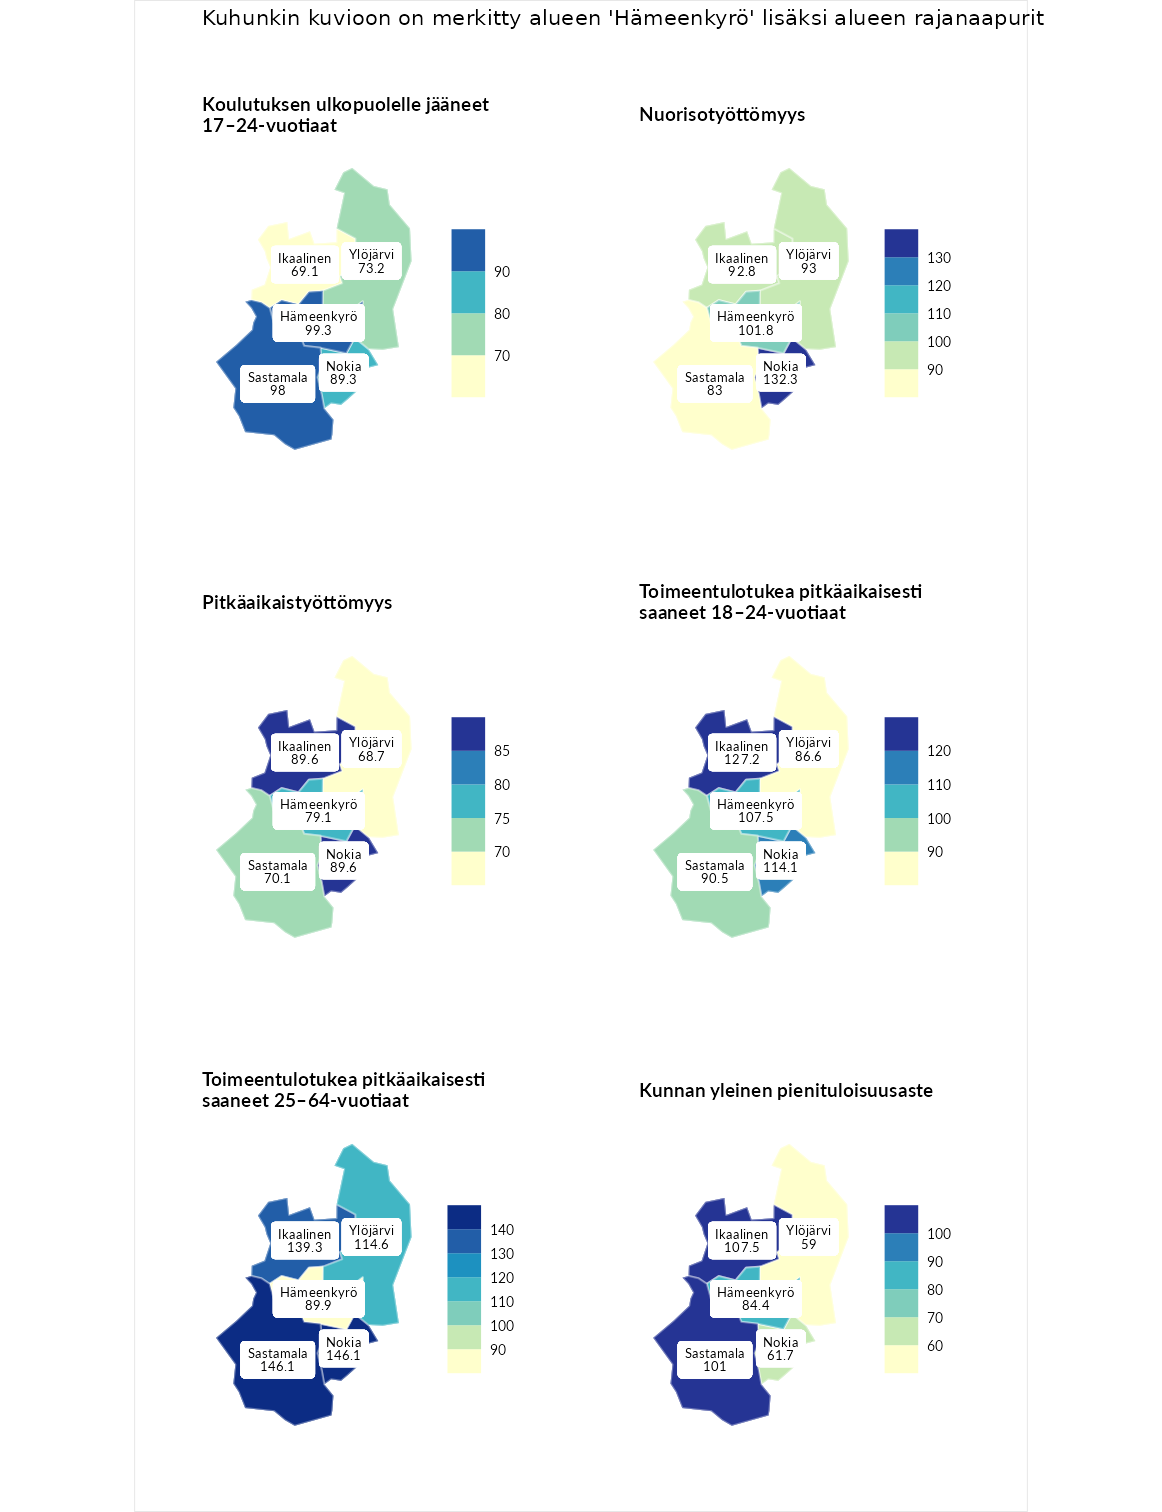 Kuhunkin kuvioon on merkitty alueen 'Hämeenkyrö' lisäksi alueen rajanaapurit
Koulutuksen ulkopuolelle jääneet
17–24-vuotiaat
Ikaalinen
69.1
Ylöjärvi
73.2
Hämeenkyrö
99.3
Nokia
89.3
Sastamala
98
90
80
70
Nuorisotyöttömyys
Ikaalinen
92.8
Ylöjärvi
93
Hämeenkyrö
101.8
Nokia
132.3
Sastamala
83
130
120
110
100
90
Pitkäaikaistyöttömyys
Ikaalinen
89.6
Ylöjärvi
68.7
Hämeenkyrö
79.1
Nokia
89.6
Sastamala
70.1
85
80
75
70
Toimeentulotukea pitkäaikaisesti
saaneet 18–24-vuotiaat
Ikaalinen
127.2
Ylöjärvi
86.6
Hämeenkyrö
107.5
Nokia
114.1
Sastamala
90.5
120
110
100
90
Toimeentulotukea pitkäaikaisesti
saaneet 25–64-vuotiaat
Ikaalinen
139.3
Ylöjärvi
114.6
Hämeenkyrö
89.9
Nokia
146.1
Sastamala
146.1
140
130
120
110
100
90
Kunnan yleinen pienituloisuusaste
Ikaalinen
107.5
Ylöjärvi
59
Hämeenkyrö
84.4
Nokia
61.7
Sastamala
101
100
90
80
70
60